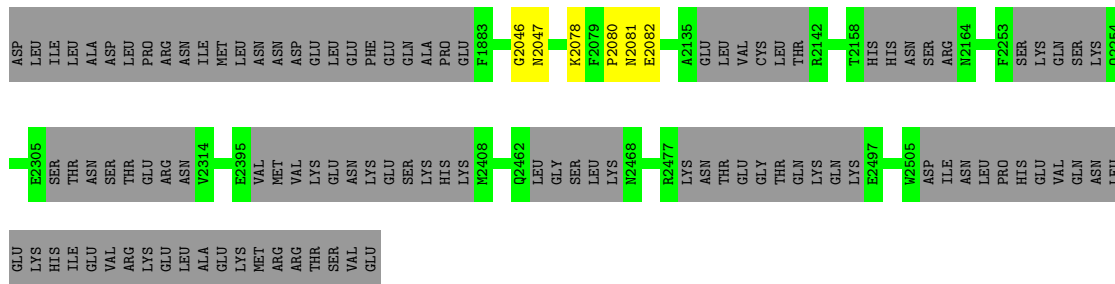 ASP LEU ILE LEU ALA ASP LEU PRO ARG ASN ILE MET LEU ASN ASN ASP GLU LEU GLU PHE GLU GLN ALA PRO GLU F1883 G2046 N2047 K2078 F2079 P2080 N2081 E2082 A2135 GLU LEU VAL CYS LEU THR R2142 T2158 HIS HIS ASN SER ARG N2164 F2253 SER LYS GLN SER LYS
E2305 SER THR ASN SER THR GLU ARG ASN V2314 E2395 VAL MET VAL LYS GLU ASN LYS GLU SER LYS HIS LYS M2408 Q2462 LEU GLY SER LEU LYS N2468 R2477 LYS ASN THR GLU GLY THR GLN LYS GLN LYS E2497 W2505 ASP ILE ASN LEU PRO HIS GLU VAL GLN ASN LEU
GLU LYS HIS ILE GLU VAL ARG LYS GLU LEU ALA GLU LYS MET ARG ARG THR SER VAL GLU